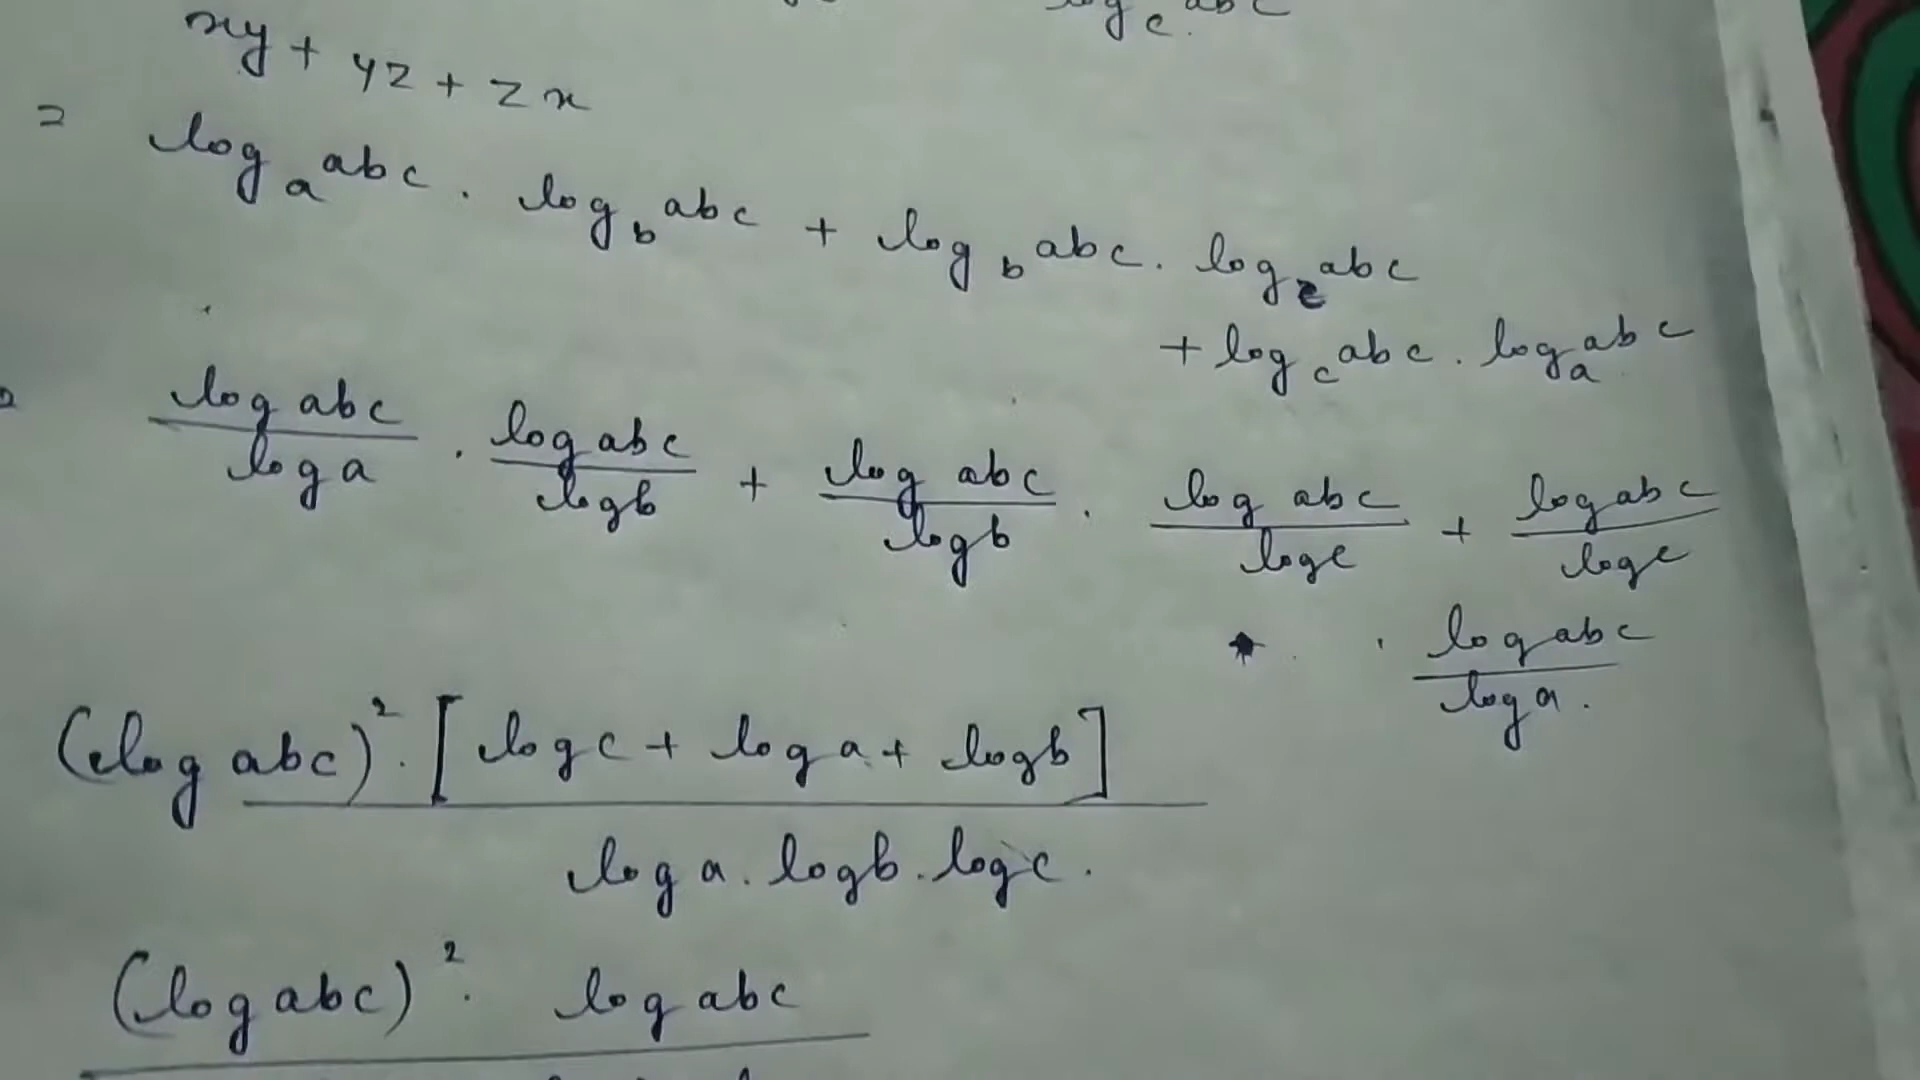 log_c abc
xy + yz + zx
= log_a abc . log_b abc + log_b abc . log_c abc
+ log_c abc . log_a abc
log abc / log a . log abc / log b + log abc / log b . log abc / log c + log abc / log c
. log abc / log a .
(log abc)² . [log c + log a + log b]
log a . log b . log c .
(log abc)² . log abc